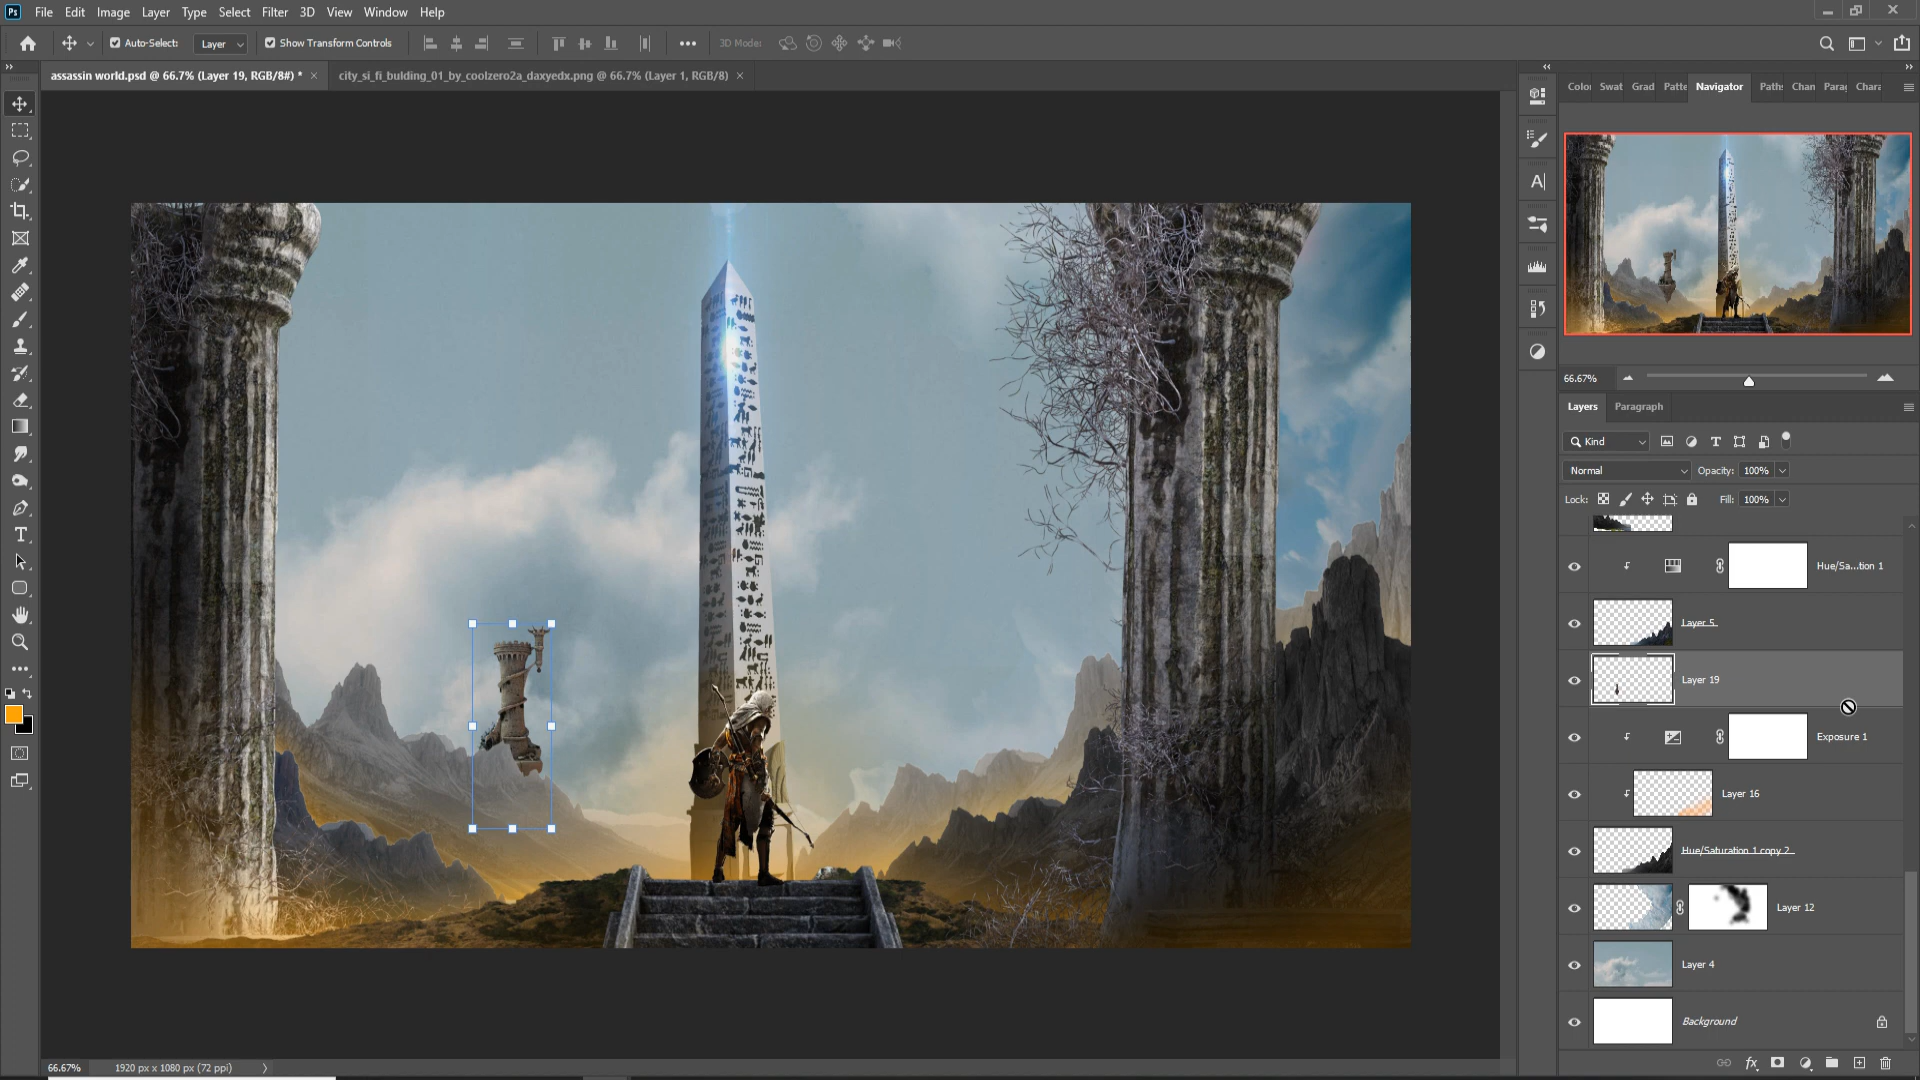 Ps File Edit Image Layer Type Select Filter 3D View Window Help
Auto-Select: Layer Show Transform Controls 3D Mode:
assassin world.psd @ 66.7% (Layer 19, RGB/8#) * city_si_fi_bulding_01_by_coolzero2a_daxyedx.png @ 66.7% (Layer 1, RGB/8)
Color Swat Grad Patte Navigator Paths Chan Para Chara
66.67%
Layers Paragraph
Kind
Normal Opacity: 100%
Lock: Fill: 100%
Hue/Sa...tion 1
Layer 5
Layer 19
Exposure 1
Layer 16
Hue/Saturation 1 copy 2
Layer 12
Layer 4
Background
66.67% 1920 px x 1080 px (72 ppi)